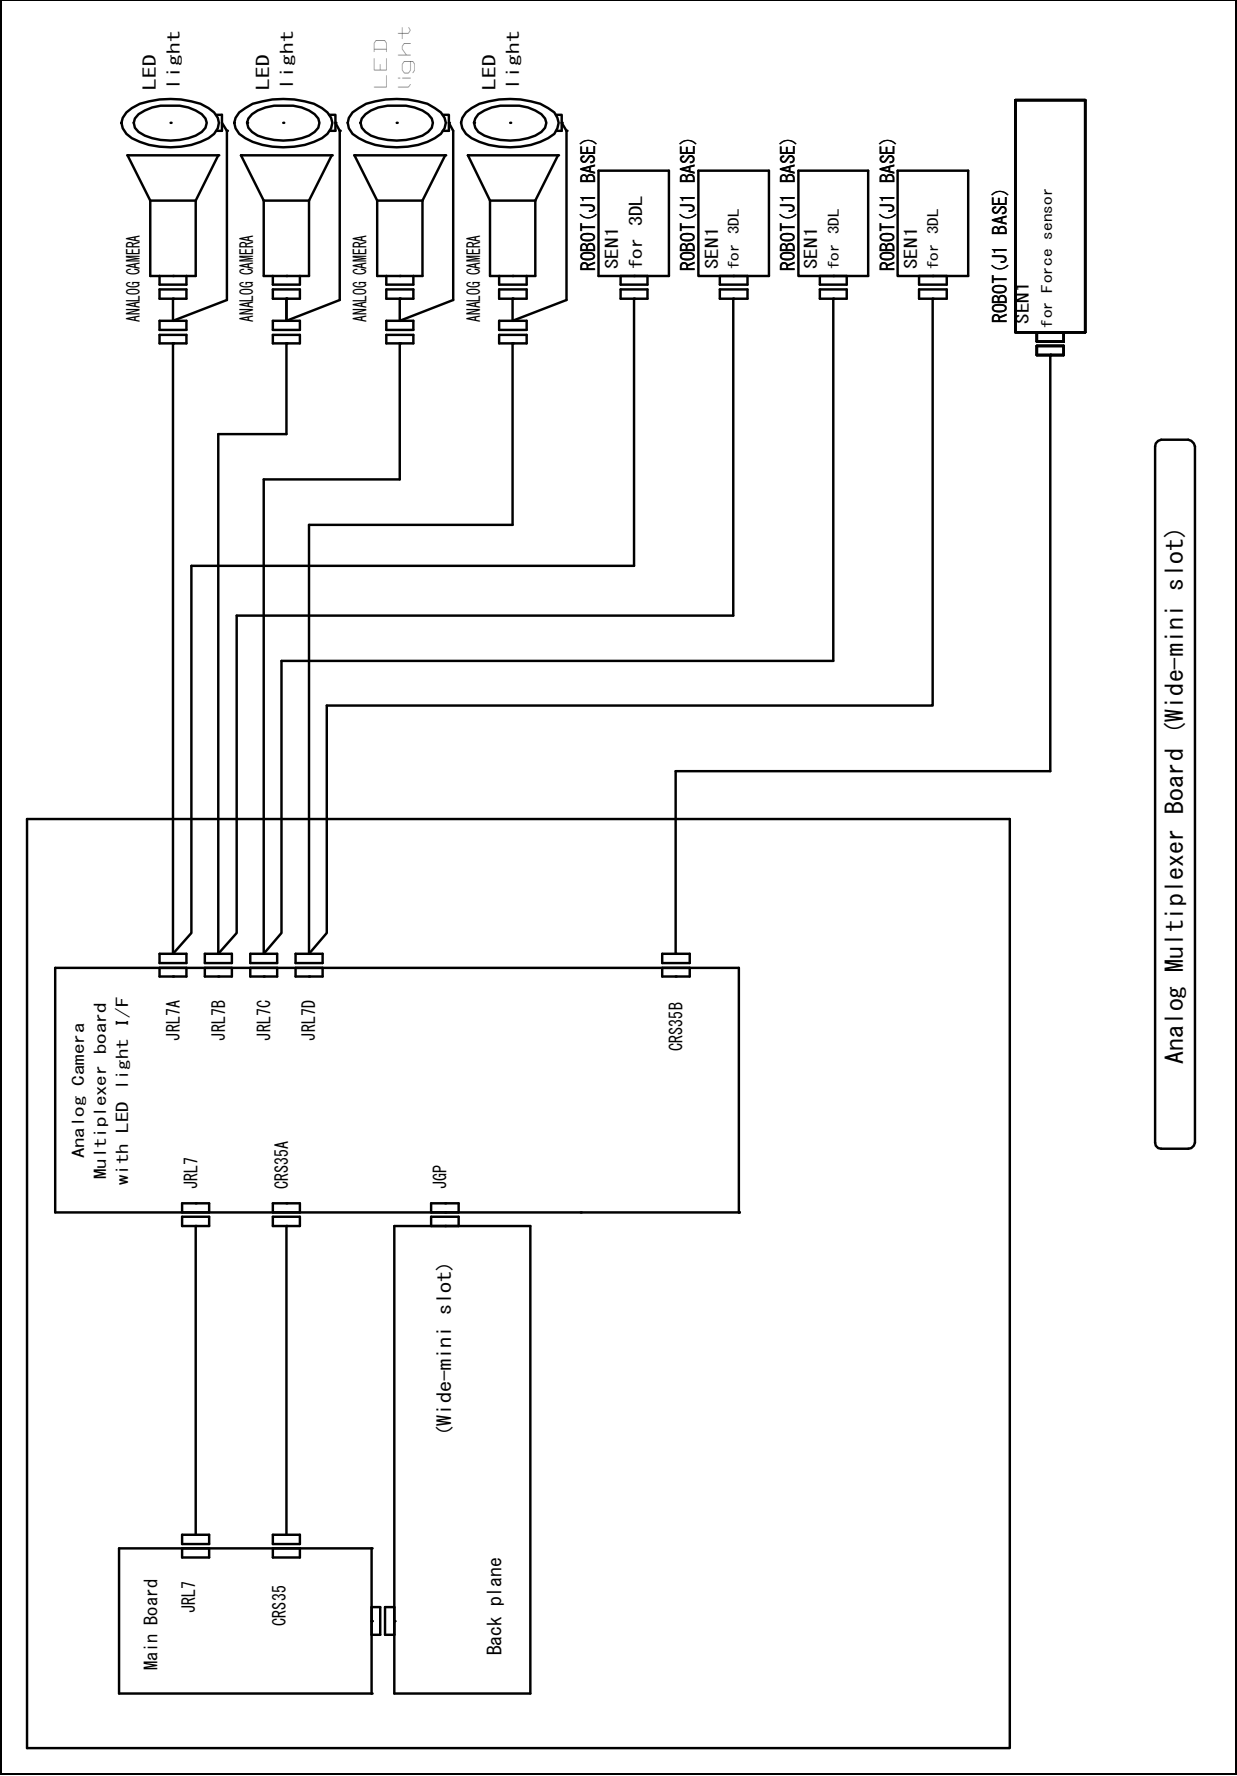 Main Board
JRL7
CRS35
Back plane
(Wide-mini slot)
Analog Camera
Multiplexer board
with LED light I/F
JRL7
CRS35A
JGP
JRL7A
JRL7B
JRL7C
JRL7D
CRS35B
ANALOG CAMERA
LED
light
ANALOG CAMERA
LED
light
ANALOG CAMERA
LED
light
ANALOG CAMERA
LED
light
ROBOT(J1 BASE)
SEN1
for 3DL
ROBOT(J1 BASE)
SEN1
for 3DL
ROBOT(J1 BASE)
SEN1
for 3DL
ROBOT(J1 BASE)
SEN1
for 3DL
ROBOT(J1 BASE)
SEN1
for Force sensor
Analog Multiplexer Board (Wide-mini slot)